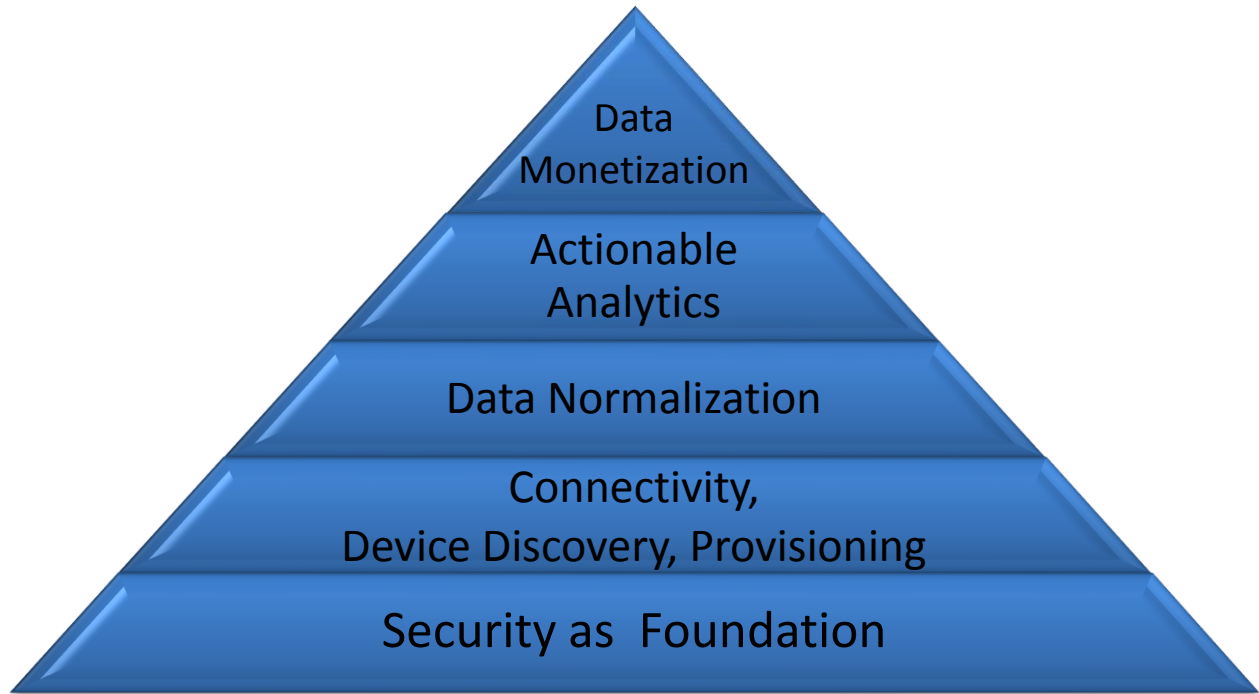 Data
Monetization
Actionable
Analytics
Data Normalization
Connectivity,
Device Discovery, Provisioning
Security as  Foundation